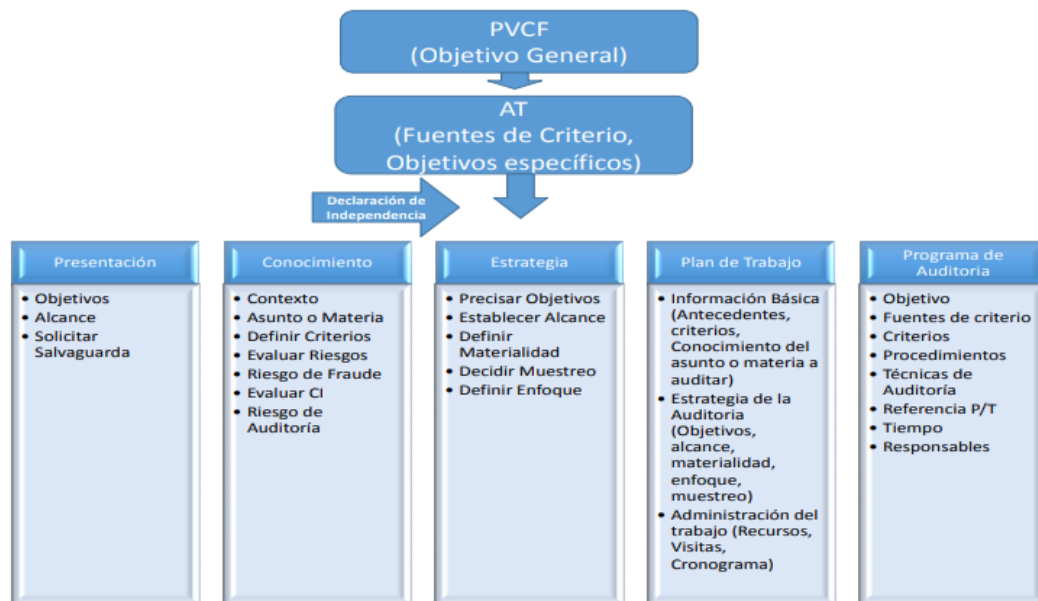 PVCF
(Objetivo General)
AT
(Fuentes de Criterio,
Objetivos específicos)
Declaración de
Independencia
Presentación
• Objetivos
• Alcance
• Solicitar
Salvaguarda
Conocimiento
• Contexto
• Asunto o Materia
• Definir Criterios
• Evaluar Riesgos
• Riesgo de Fraude
• Evaluar CI
• Riesgo de
Auditoría
Estrategia
• Precisar Objetivos
• Establecer Alcance
• Definir
Materialidad
• Decidir Muestreo
• Definir Enfoque
Plan de Trabajo
• Información Básica
(Antecedentes,
criterios,
Conocimiento del
asunto o materia a
auditar)
• Estrategia de la
Auditoria
(Objetivos,
alcance,
materialidad,
enfoque,
muestreo)
• Administración del
trabajo (Recursos,
Visitas,
Cronograma)
Programa de
Auditoria
• Objetivo
• Fuentes de criterio
• Criterios
• Procedimientos
• Técnicas de
Auditoría
• Referencia P/T
• Tiempo
• Responsables